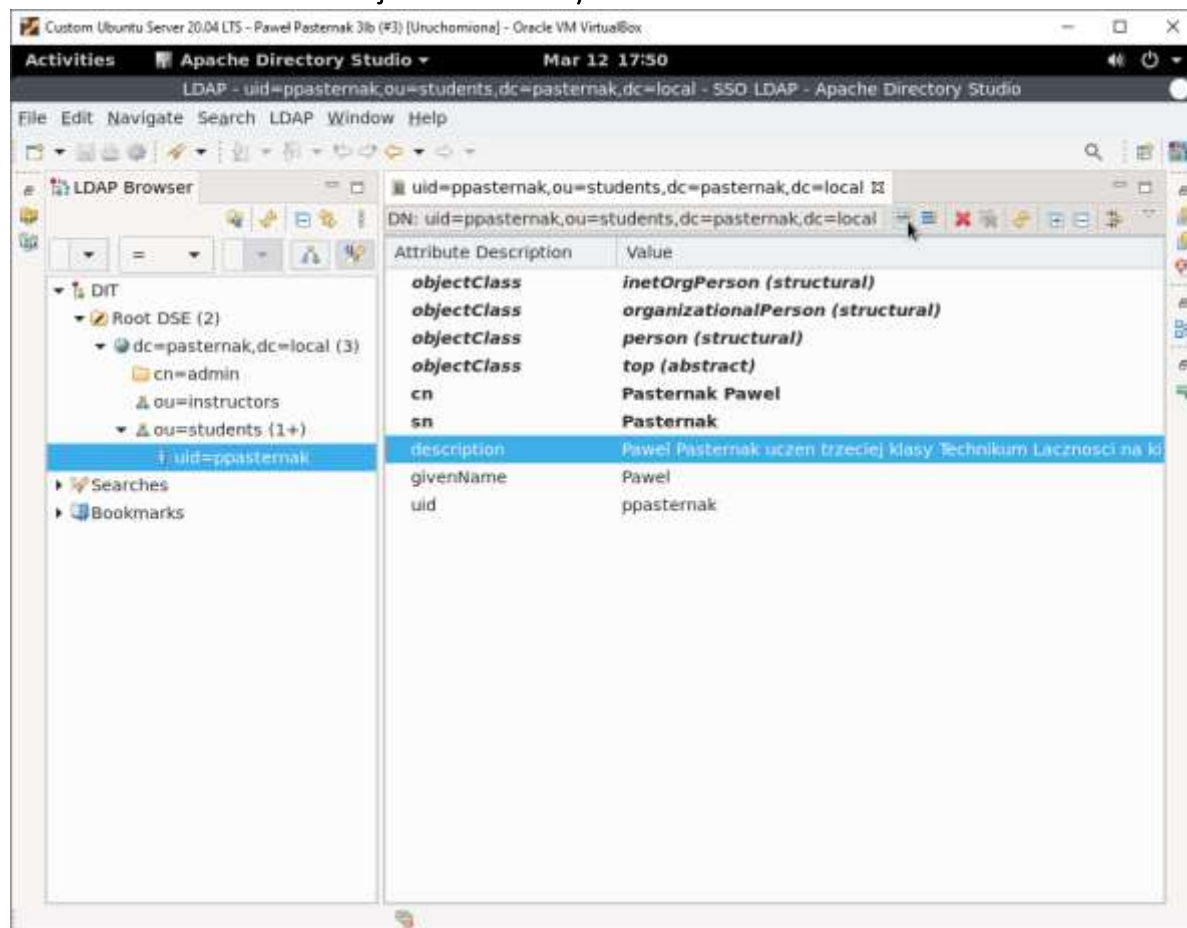 Custom Ubuntu Server 20.04 LTS - Paweł Pasternak 3lb (#3) [Uruchomiona] - Oracle VM VirtualBox
Activities Apache Directory Studio Mar 12 17:50
LDAP - uid=ppasternak,ou=students,dc=pasternak,dc=local - SSO LDAP - Apache Directory Studio
File Edit Navigate Search LDAP Window Help
LDAP Browser
uid=ppasternak,ou=students,dc=pasternak,dc=local
DN: uid=ppasternak,ou=students,dc=pasternak,dc=local
=
Attribute Description Value
DIT
Root DSE (2)
dc=pasternak,dc=local (3)
cn=admin
ou=instructors
ou=students (1+)
uid=ppasternak
Searches
Bookmarks
objectClass inetOrgPerson (structural)
objectClass organizationalPerson (structural)
objectClass person (structural)
objectClass top (abstract)
cn Pasternak Pawel
sn Pasternak
description Pawel Pasternak uczen trzeciej klasy Technikum Lacznosci na ki
givenName Pawel
uid ppasternak